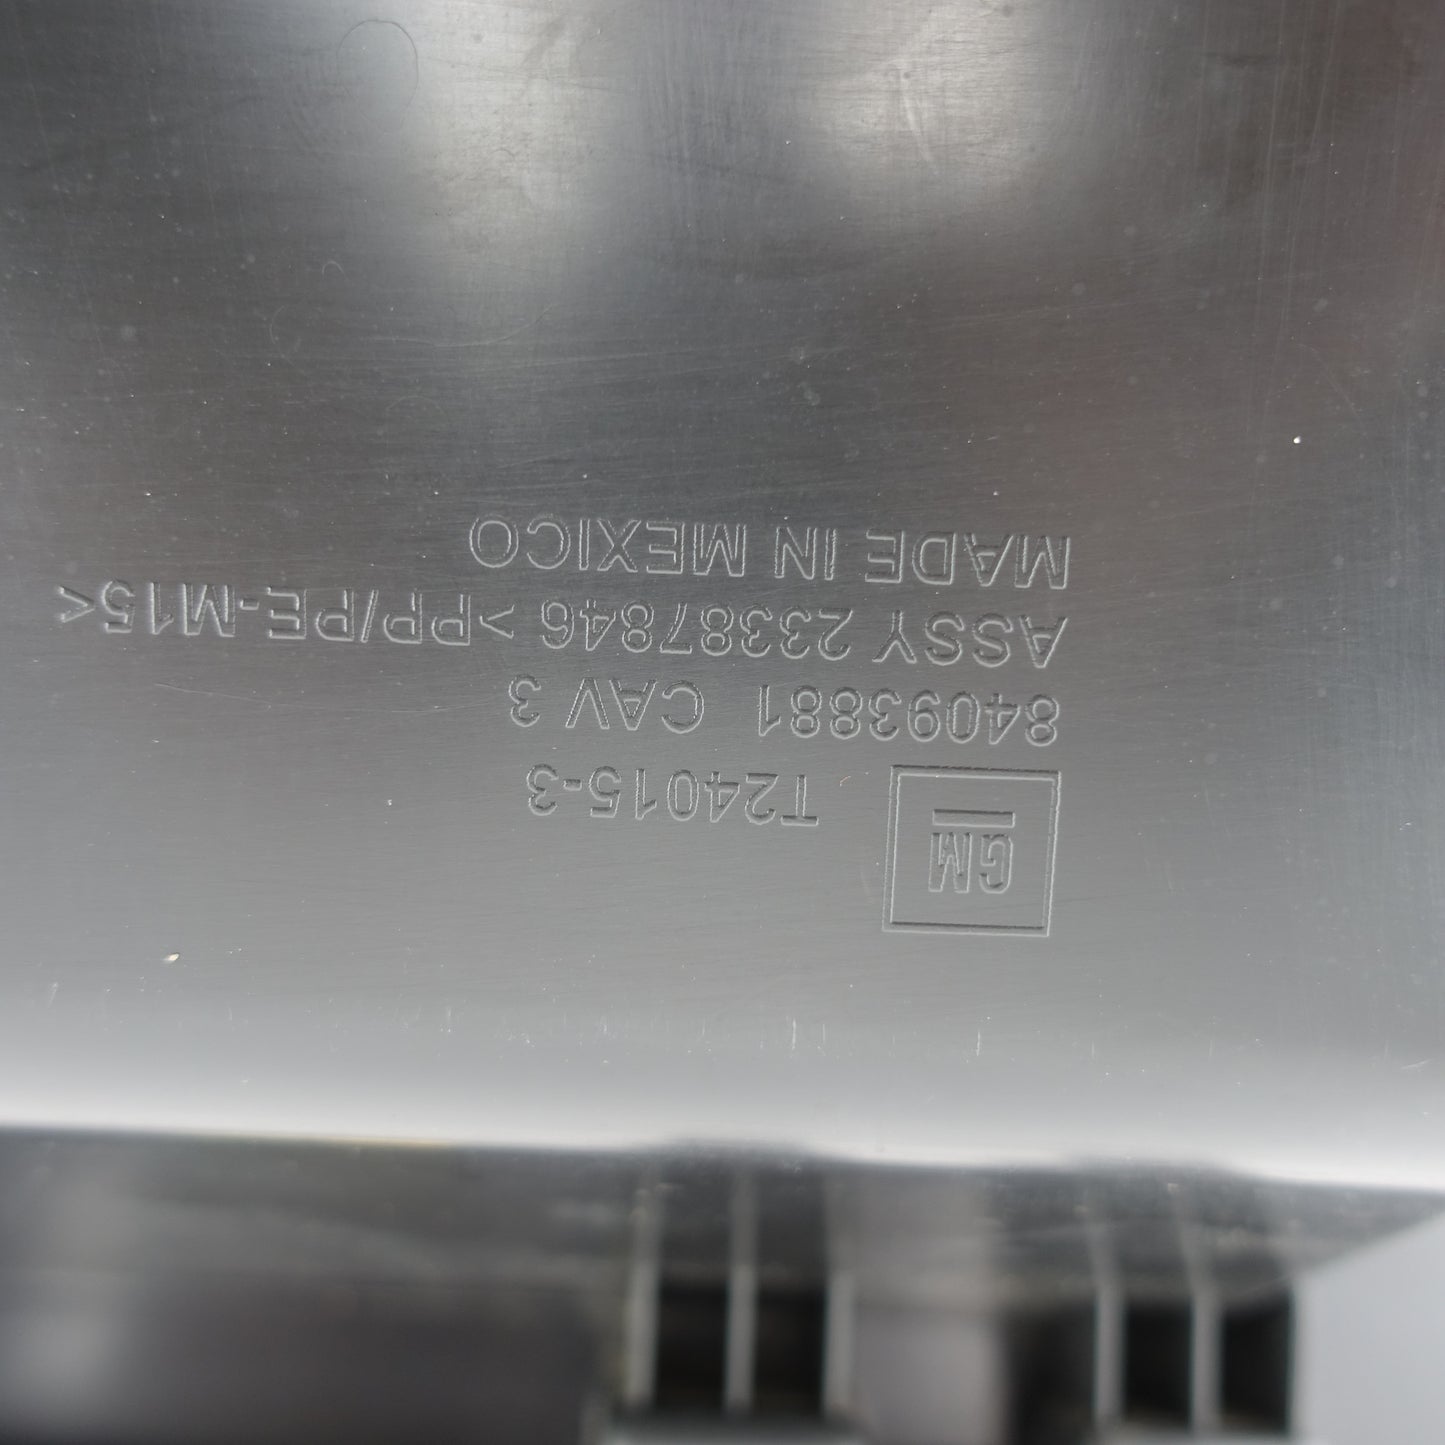 GM
T24015-3
84093881 CAV 3
ASSY 23387846 >PP/PE-M15<
MADE IN MEXICO